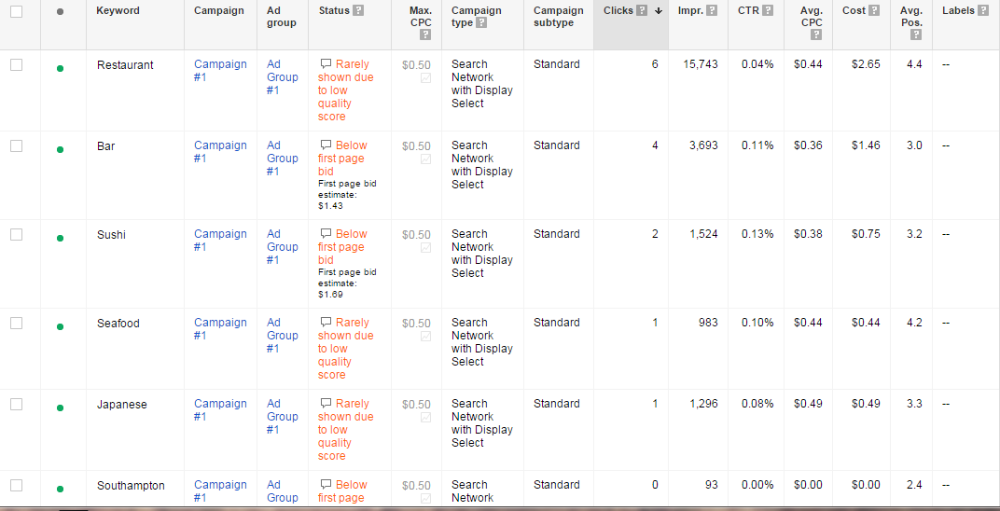 Keyword Campaign Ad group Status ? Max. CPC ? Campaign type ? Campaign subtype Clicks ? Impr. ? CTR ? Avg. CPC ? Cost ? Avg. Pos. ? Labels ?
Restaurant Campaign #1 Ad Group #1 Rarely shown due to low quality score $0.50 Search Network with Display Select Standard 6 15,743 0.04% $0.44 $2.65 4.4 --
Bar Campaign #1 Ad Group #1 Below first page bid First page bid estimate: $1.43 $0.50 Search Network with Display Select Standard 4 3,693 0.11% $0.36 $1.46 3.0 --
Sushi Campaign #1 Ad Group #1 Below first page bid First page bid estimate: $1.69 $0.50 Search Network with Display Select Standard 2 1,524 0.13% $0.38 $0.75 3.2 --
Seafood Campaign #1 Ad Group #1 Rarely shown due to low quality score $0.50 Search Network with Display Select Standard 1 983 0.10% $0.44 $0.44 4.2 --
Japanese Campaign #1 Ad Group #1 Rarely shown due to low quality score $0.50 Search Network with Display Select Standard 1 1,296 0.08% $0.49 $0.49 3.3 --
Southampton Campaign #1 Ad Group Below first page $0.50 Search Network Standard 0 93 0.00% $0.00 $0.00 2.4 --